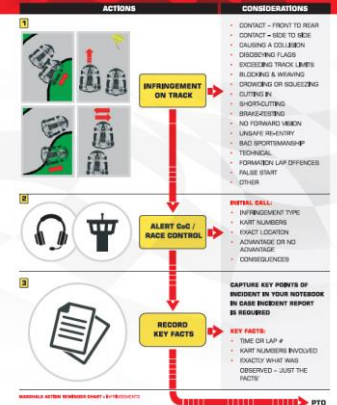 ACTIONS
CONSIDERATIONS
1
INFRINGEMENT
ON TRACK
• CONTACT – FRONT TO REAR
• CONTACT – SIDE TO SIDE
• CAUSING A COLLISION
• DISOBEYING FLAGS
• EXCEEDING TRACK LIMITS
• BLOCKING & WEAVING
• CROWDING OR SQUEEZING
• CUTTING IN
• SHORT-CUTTING
• BRAKE-TESTING
• NO FORWARD VISION
• UNSAFE RE-ENTRY
• BAD SPORTSMANSHIP
• TECHNICAL
• FORMATION LAP OFFENCES
• FALSE START
• OTHER
2
ALERT CoC /
RACE CONTROL
INITIAL CALL:
• INFRINGEMENT TYPE
• KART NUMBERS
• EXACT LOCATION
• ADVANTAGE OR NO
ADVANTAGE
• CONSEQUENCES
3
RECORD
KEY FACTS
CAPTURE KEY POINTS OF
INCIDENT IN YOUR NOTEBOOK
IN CASE INCIDENT REPORT
IS REQUIRED
KEY FACTS:
• TIME OR LAP #
• KART NUMBERS INVOLVED
• EXACTLY WHAT WAS
OBSERVED – 'JUST THE
FACTS'
MARSHALS ACTION REMINDER CHART – INFRINGEMENTS
PTO